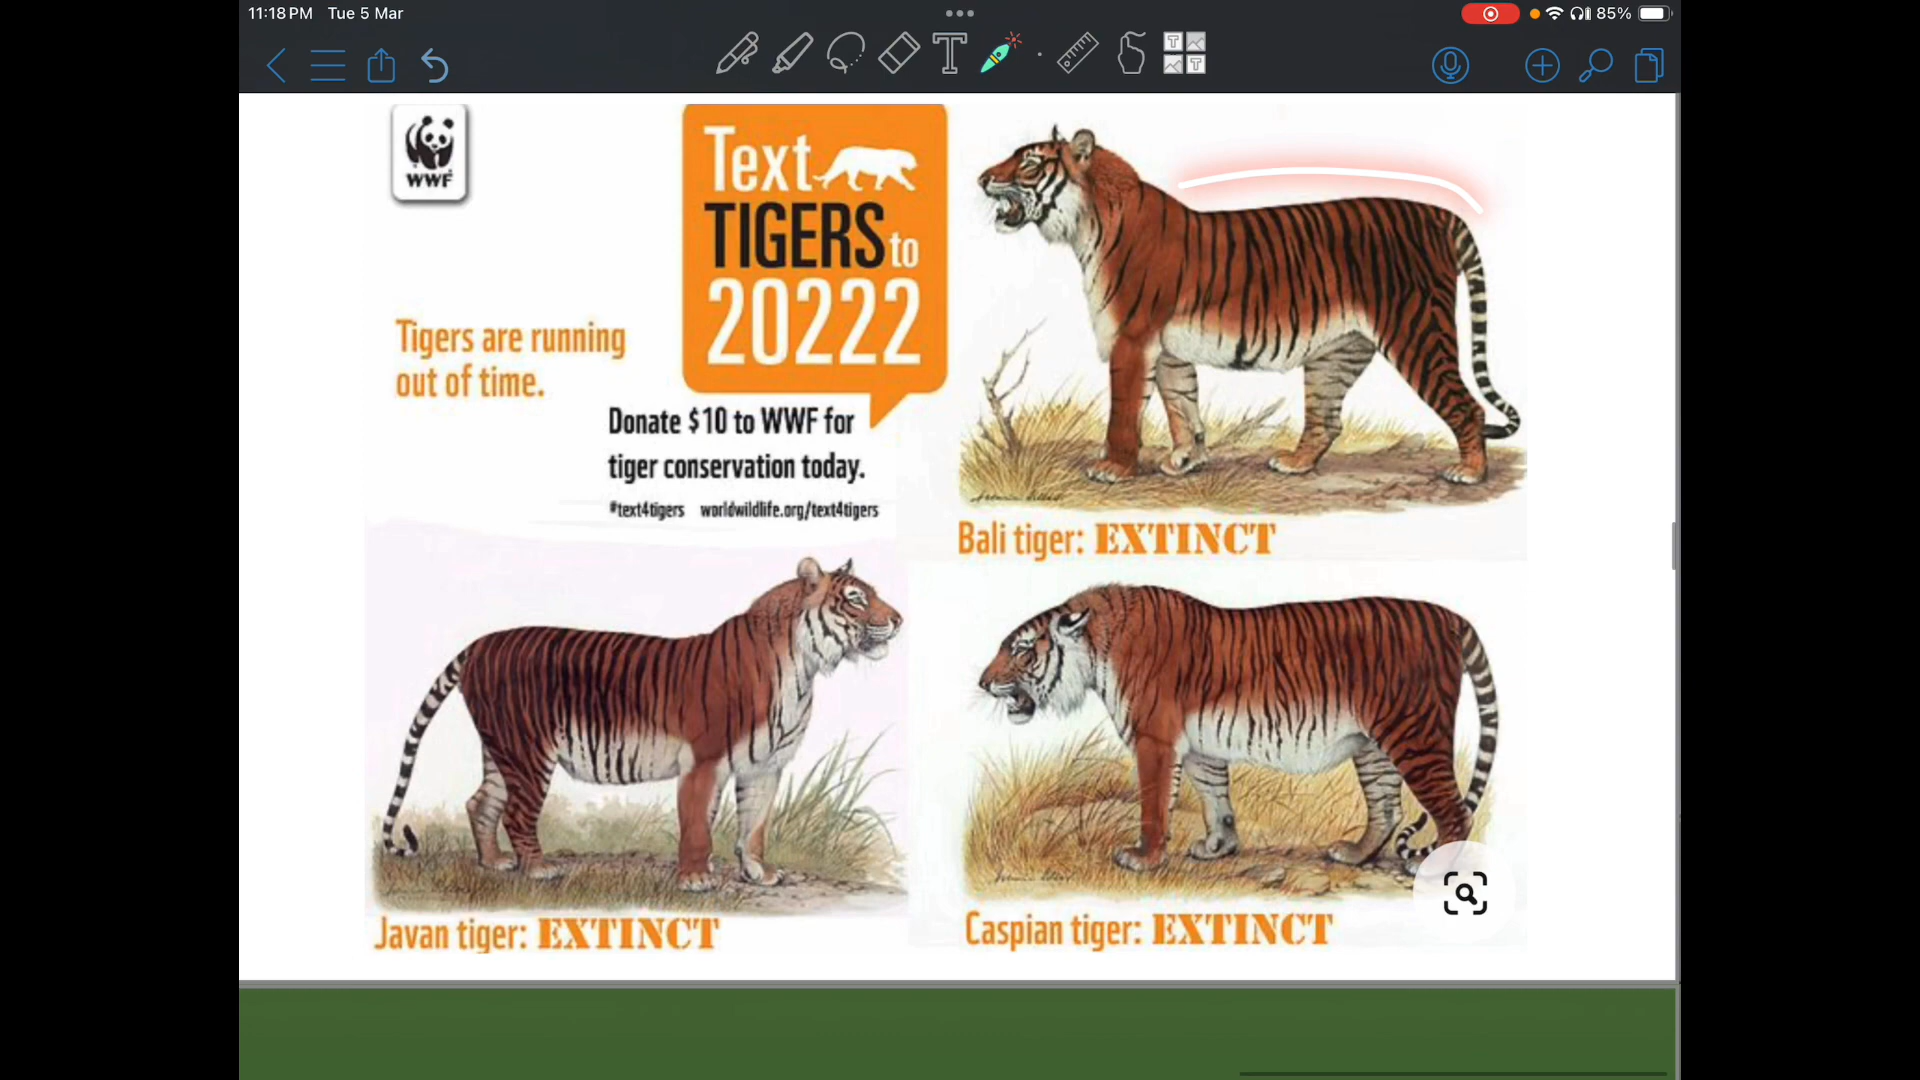 11:18 PM Tue 5 Mar
85%
WWF
Text
TIGERS to
20222
Tigers are running
out of time.
Donate $10 to WWF for
tiger conservation today.
#text4tigers worldwildlife.org/text4tigers
Bali tiger: EXTINCT
Javan tiger: EXTINCT
Caspian tiger: EXTINCT